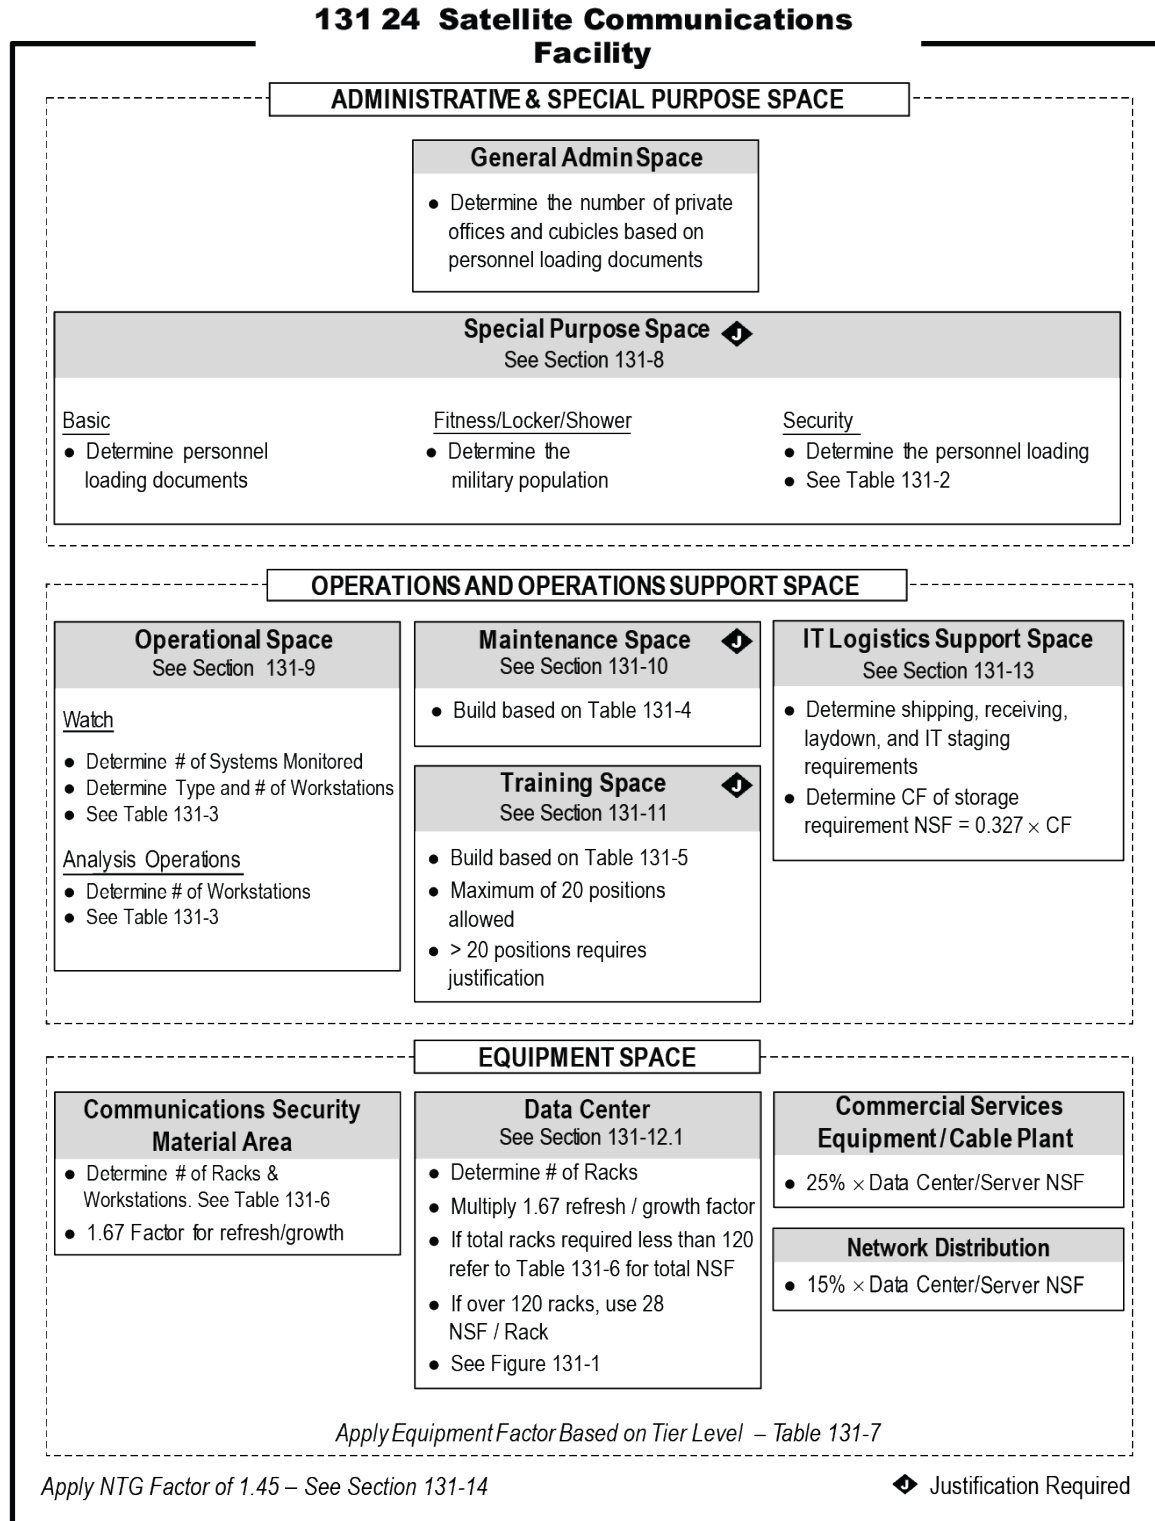 131 24  Satellite Communications
Facility
ADMINISTRATIVE & SPECIAL PURPOSE SPACE
General Admin Space
● Determine the number of private
offices and cubicles based on
personnel loading documents
Special Purpose Space J
See Section 131-8
Basic
● Determine personnel
loading documents
Fitness/Locker/Shower
● Determine the
military population
Security
● Determine the personnel loading
● See Table 131-2
OPERATIONS AND OPERATIONS SUPPORT SPACE
Operational Space
See Section 131-9
Watch
● Determine # of Systems Monitored
● Determine Type and # of Workstations
● See Table 131-3
Analysis Operations
● Determine # of Workstations
● See Table 131-3
Maintenance Space J
See Section 131-10
● Build based on Table 131-4
Training Space J
See Section 131-11
● Build based on Table 131-5
● Maximum of 20 positions
allowed
● > 20 positions requires
justification
IT Logistics Support Space
See Section 131-13
● Determine shipping, receiving,
laydown, and IT staging
requirements
● Determine CF of storage
requirement NSF = 0.327 × CF
EQUIPMENT SPACE
Communications Security
Material Area
● Determine # of Racks &
Workstations. See Table 131-6
● 1.67 Factor for refresh/growth
Data Center
See Section 131-12.1
● Determine # of Racks
● Multiply 1.67 refresh / growth factor
● If total racks required less than 120
refer to Table 131-6 for total NSF
● If over 120 racks, use 28
NSF / Rack
● See Figure 131-1
Commercial Services
Equipment / Cable Plant
● 25% × Data Center/Server NSF
Network Distribution
● 15% × Data Center/Server NSF
Apply Equipment Factor Based on Tier Level – Table 131-7
Apply NTG Factor of 1.45 – See Section 131-14
J Justification Required